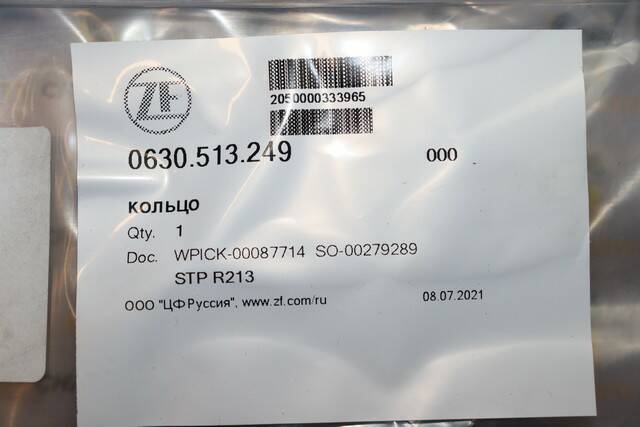 ZF
2050000333965
0630.513.249 000
кольцо
Qty. 1
Doc. WPICK-00087714 SO-00279289
STP R213
ООО "ЦФ Руссия", www.zf.com/ru 08.07.2021